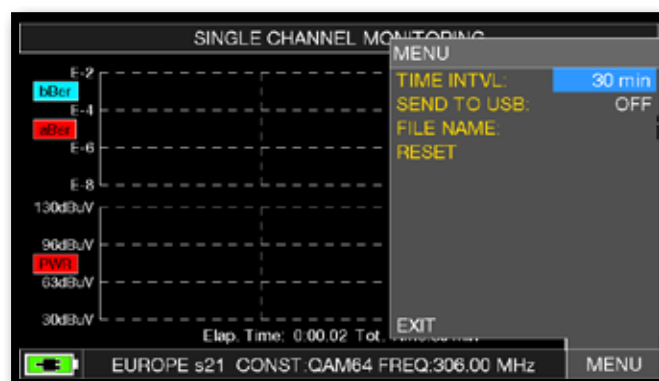 SINGLE CHANNEL MONITORING
MENU
TIME INTVL: 30 min
SEND TO USB: OFF
FILE NAME:
RESET
EXIT
E-2
bBer
E-4
aBer
E-6
E-8
130dBuV
96dBuV
PWR
63dBuV
30dBuV
Elap. Time: 0:00.02 Tot.
EUROPE s21 CONST:QAM64 FREQ:306.00 MHz
MENU